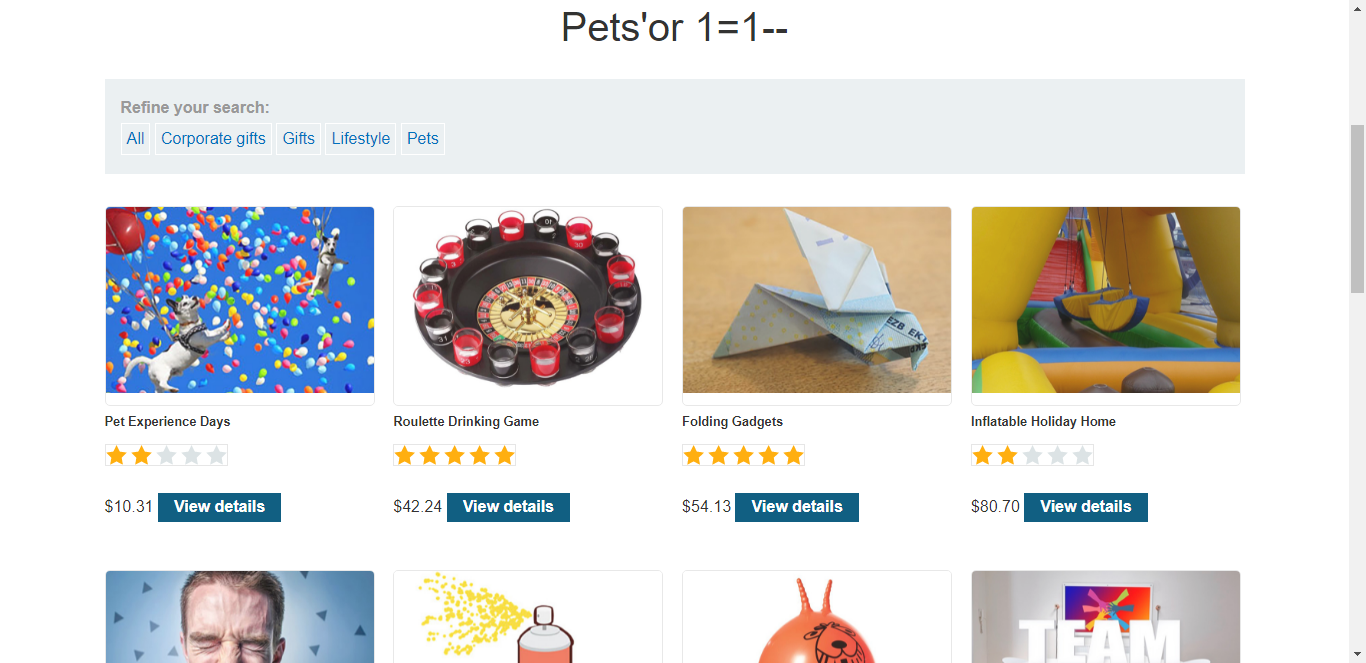 Pets'or 1=1--
Refine your search:
All Corporate gifts Gifts Lifestyle Pets
EZB EK
Pet Experience Days
Roulette Drinking Game
Folding Gadgets
Inflatable Holiday Home
$10.31 View details
$42.24 View details
$54.13 View details
$80.70 View details
TEAM